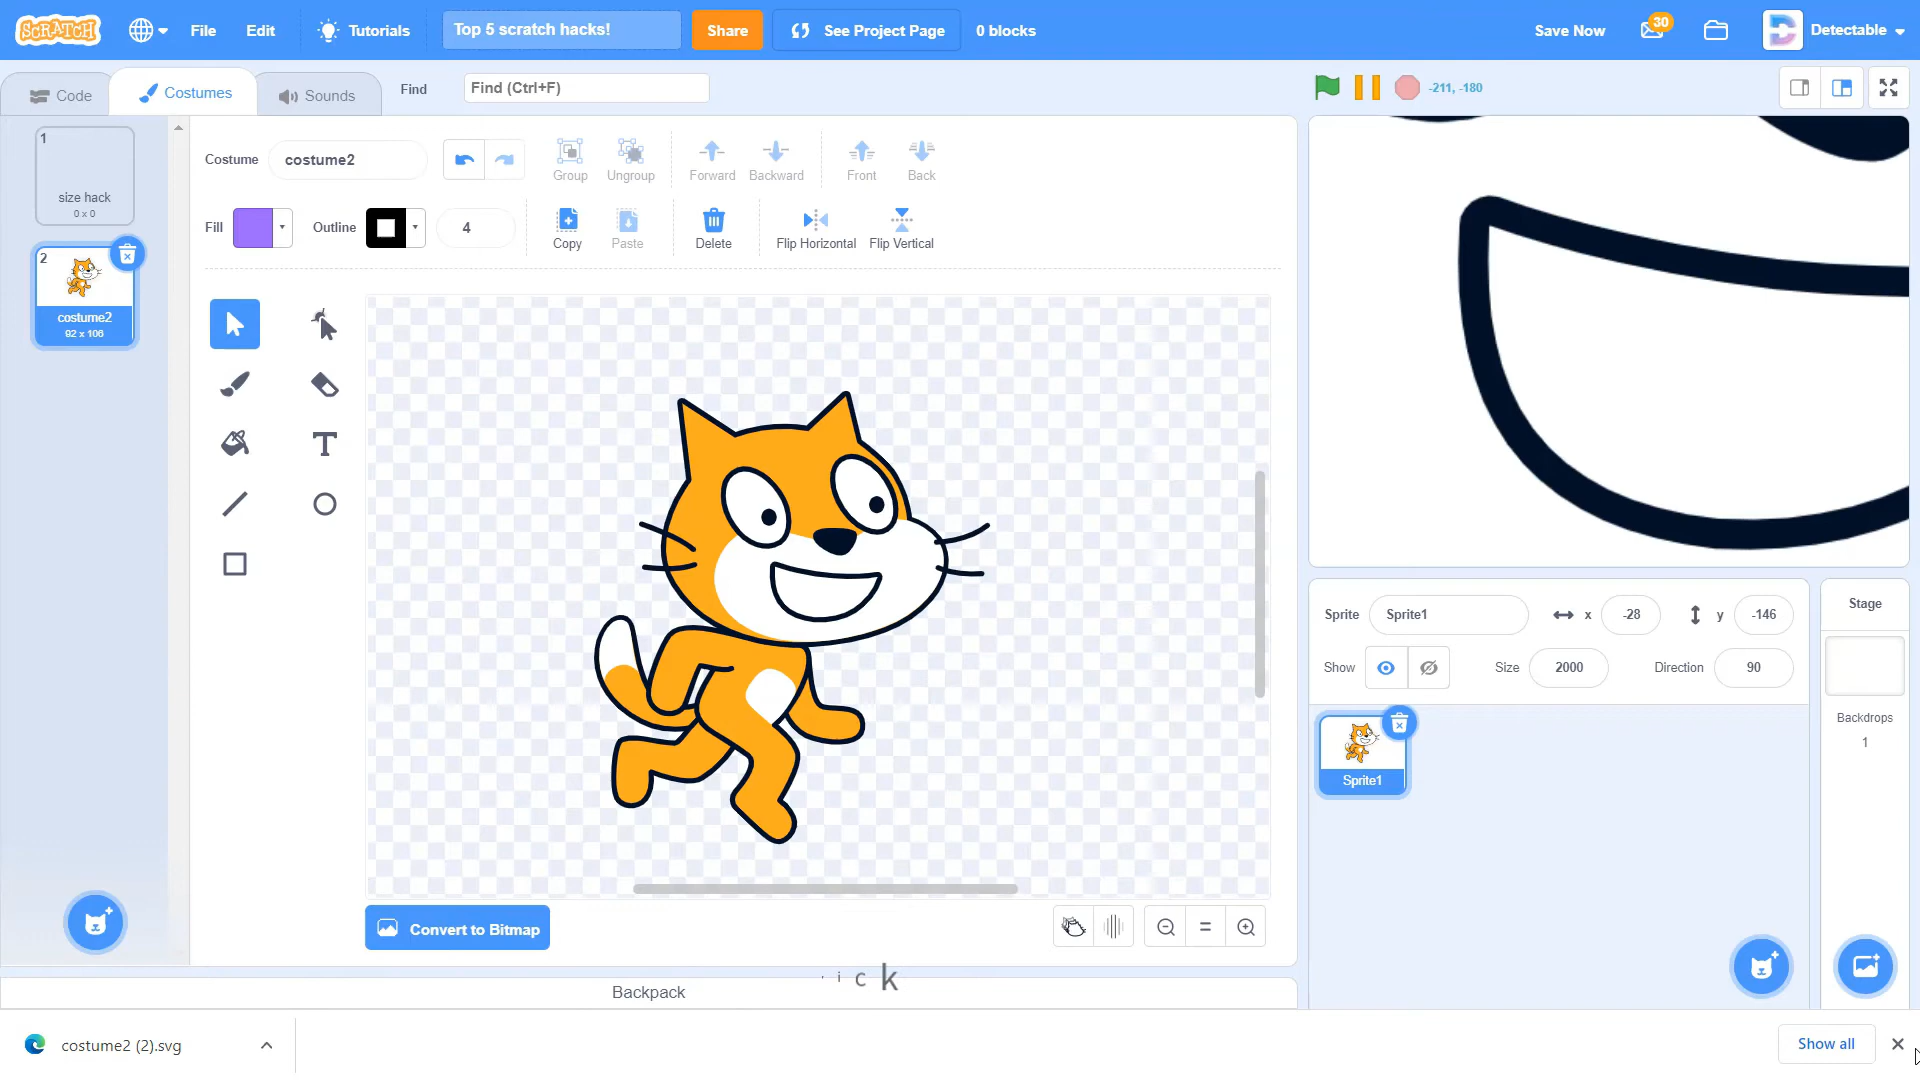 SCRATCH File Edit Tutorials Top 5 scratch hacks! Share See Project Page 0 blocks Save Now 30 Detectable
Code Costumes Sounds Find Find (Ctrl+F) -211, -180
1
size hack
0 x 0
2
costume2
92 x 106
Costume costume2 Group Ungroup Forward Backward Front Back
Fill Outline 4 Copy Paste Delete Flip Horizontal Flip Vertical
Convert to Bitmap
Sprite Sprite1 x -28 y -146
Show Size 2000 Direction 90
Sprite1
Stage
Backdrops
1
i c k
Backpack
costume2 (2).svg Show all